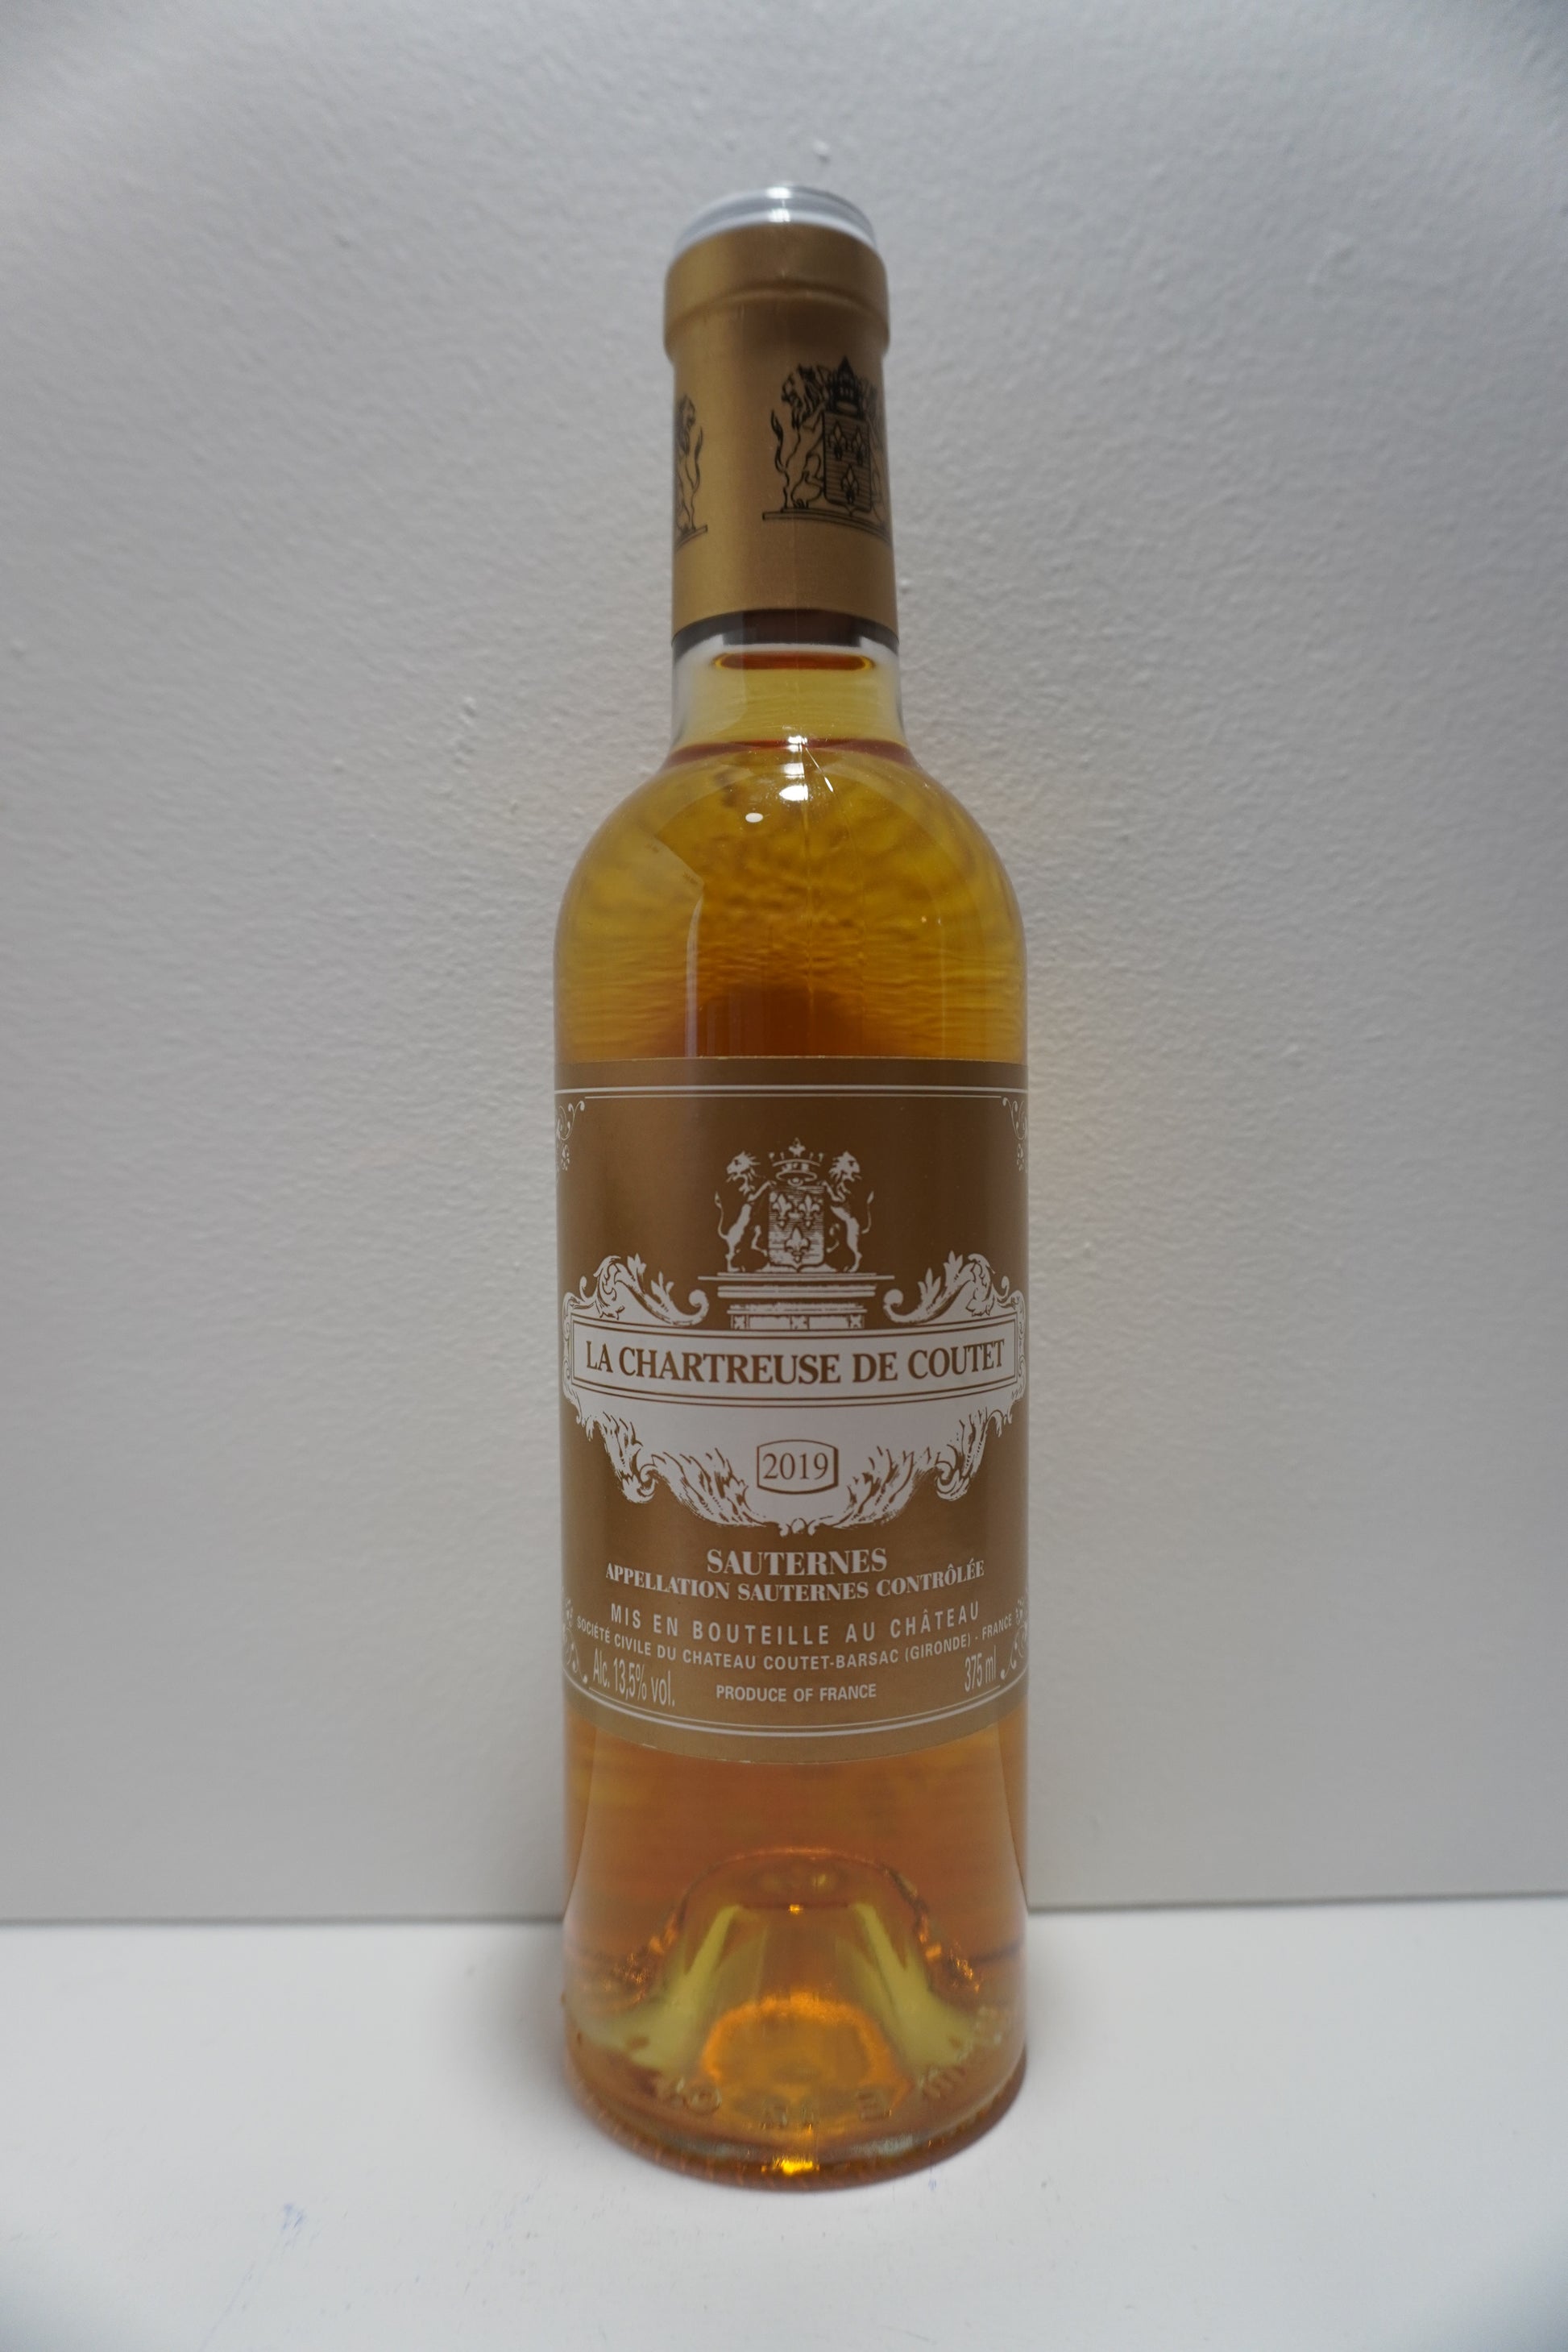 LA CHARTREUSE DE COUTET
2019
SAUTERNES
APPELLATION SAUTERNES CONTRÔLÉE
MIS EN BOUTEILLE AU CHÂTEAU
SOCIÉTÉ CIVILE DU CHATEAU COUTET-BARSAC (GIRONDE) - FRANCE
Alc. 13,5% vol.
PRODUCE OF FRANCE
375 ml